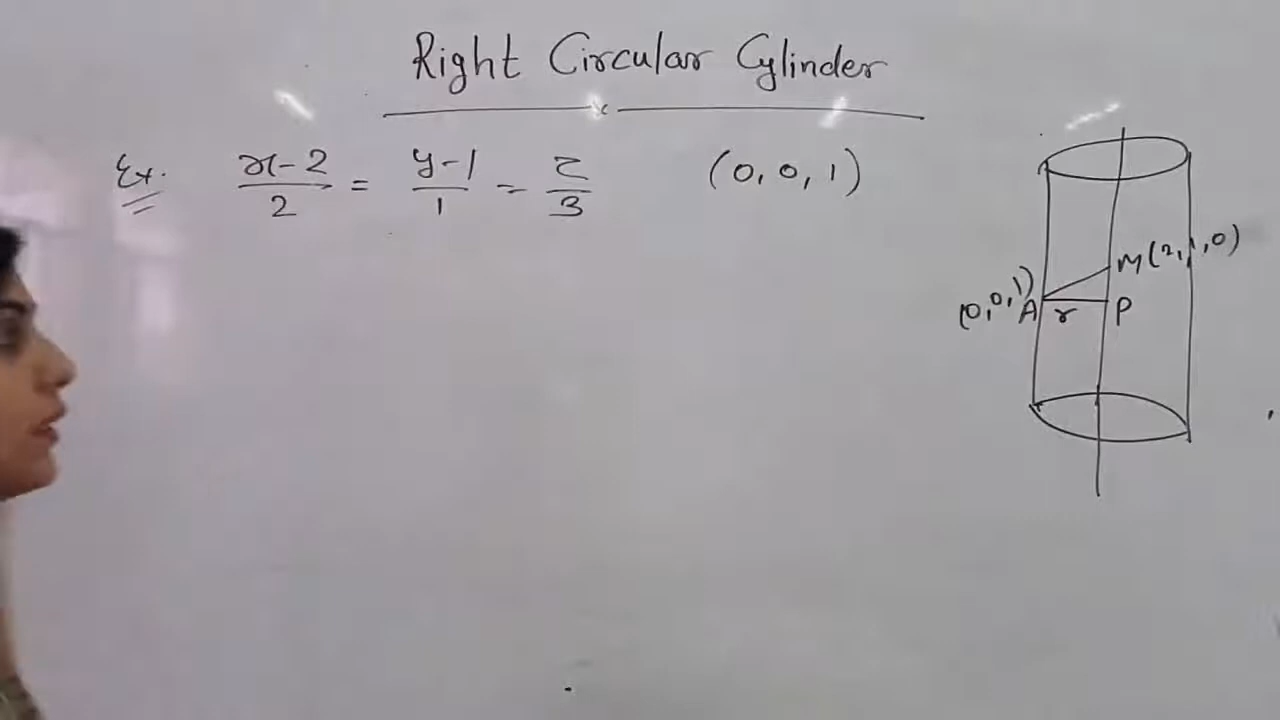 Right Circular Cylinder
Ex. (x-2)/2 = (y-1)/1 = z/3 (0, 0, 1)
M(2,1,0)
(0,0,1) A r P